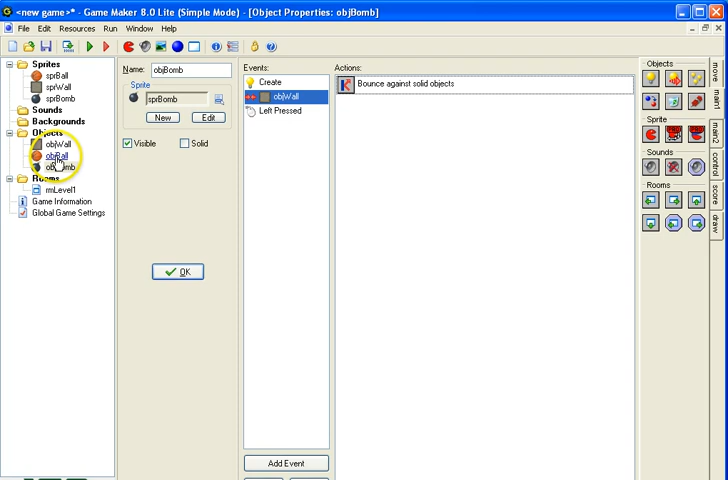 <new game>* - Game Maker 8.0 Lite (Simple Mode) - [Object Properties: objBomb]
File Edit Resources Run Window Help
Sprites
sprBall
sprWall
sprBomb
Sounds
Backgrounds
Objects
objWall
objBall
objBomb
Rooms
rmLevel1
Game Information
Global Game Settings
Name: objBomb
Sprite
sprBomb
New Edit
Visible Solid
OK
Events:
Create
objWall
Left Pressed
Add Event
Actions:
Bounce against solid objects
Objects
Sprite
PRO PRO
Sounds
Rooms
move
main1
main2
control
score
draw